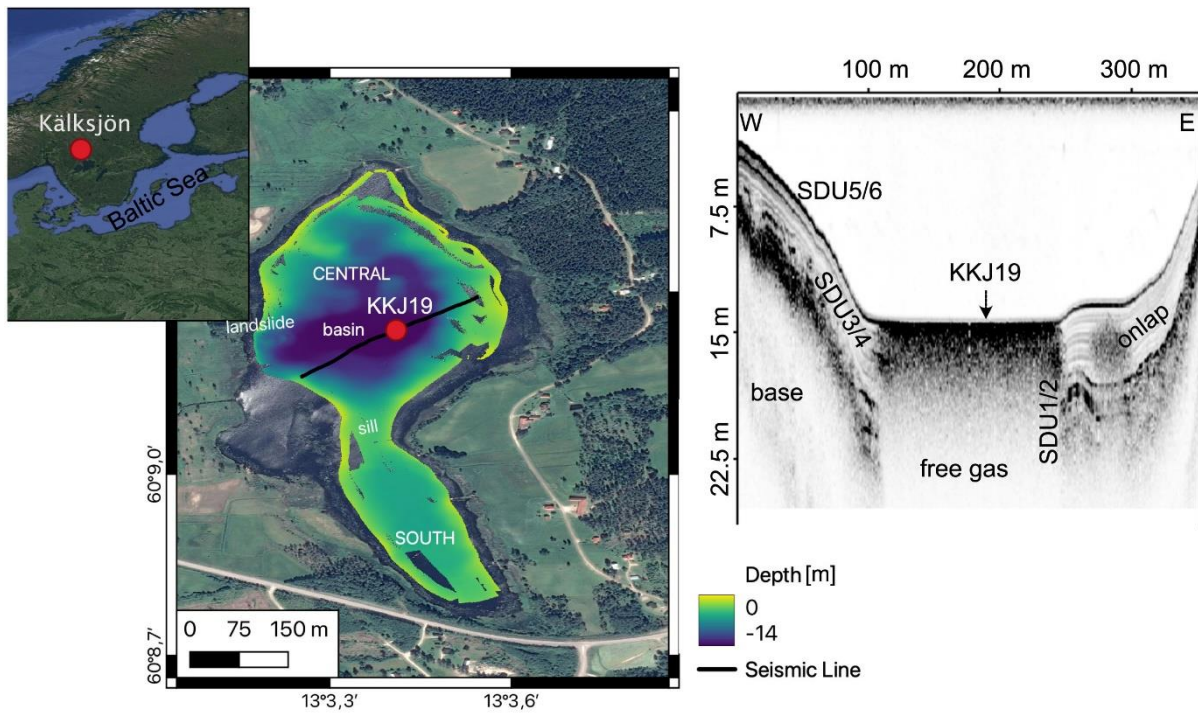 Kälksjön
Baltic Sea
CENTRAL
KKJ19
landslide
basin
sill
SOUTH
0 75 150 m
60°9,0'
60°8,7'
13°3,3' 13°3,6'
100 m 200 m 300 m
W E
SDU5/6
7.5 m
KKJ19
SDU3/4
onlap
15 m
base
SDU1/2
22.5 m
free gas
Depth [m]
0
-14
Seismic Line